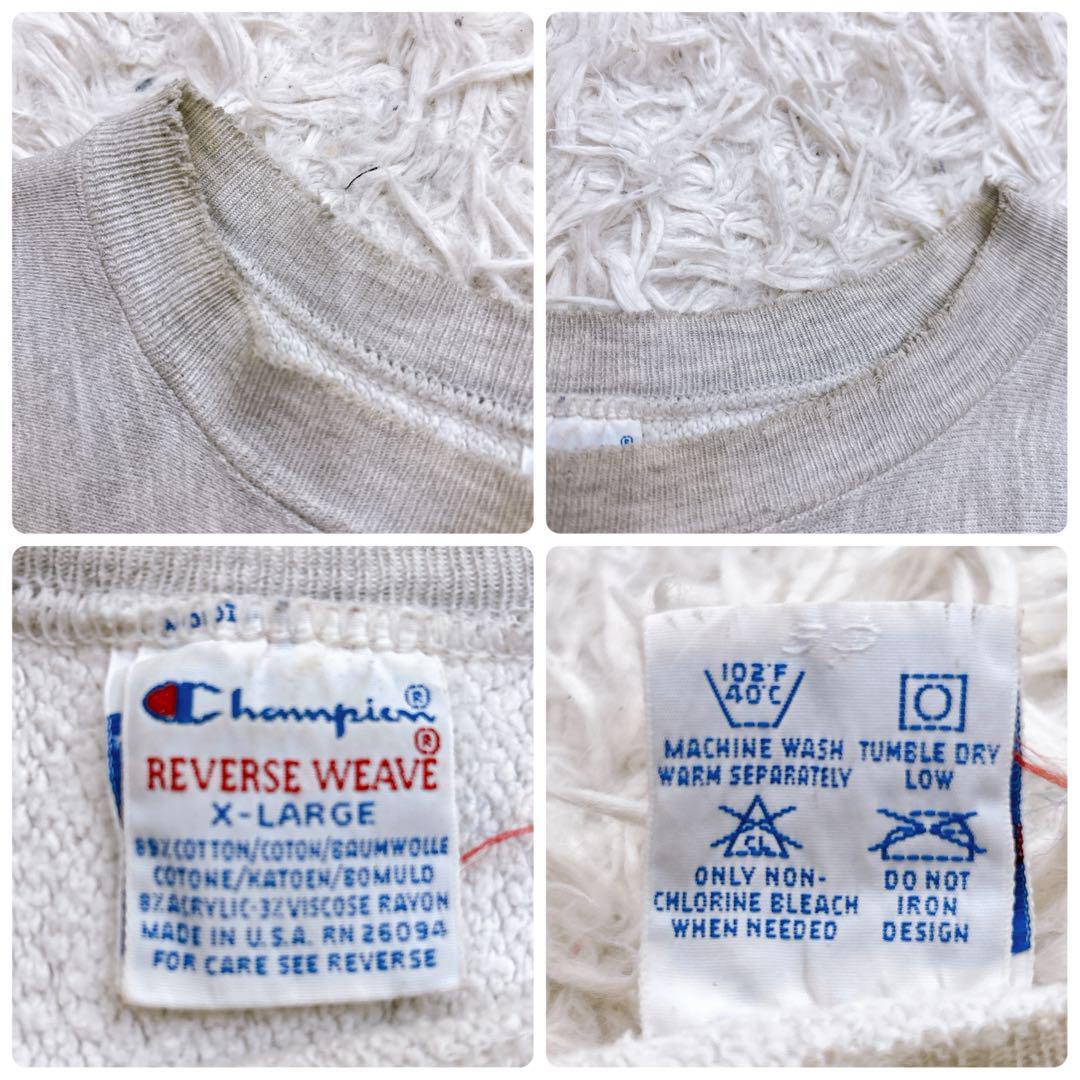 ®
Champion®
REVERSE WEAVE®
X-LARGE
89% COTTON/COTON/BAUMWOLLE
COTONE/KATOEN/BOMULD
8% ACRYLIC-3% VISCOSE RAYON
MADE IN U.S.A. RN 26094
FOR CARE SEE REVERSE
102°F
40°C
MACHINE WASH
WARM SEPARATELY
TUMBLE DRY
LOW
CL
ONLY NON-
CHLORINE BLEACH
WHEN NEEDED
DO NOT
IRON
DESIGN